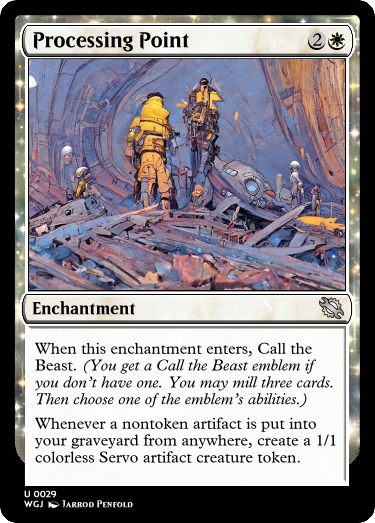 Processing Point 2
Enchantment
When this enchantment enters, Call the
Beast. (You get a Call the Beast emblem if
you don't have one. You may mill three cards.
Then choose one of the emblem's abilities.)
Whenever a nontoken artifact is put into
your graveyard from anywhere, create a 1/1
colorless Servo artifact creature token.
U 0029
WGJ Jarrod Penfold